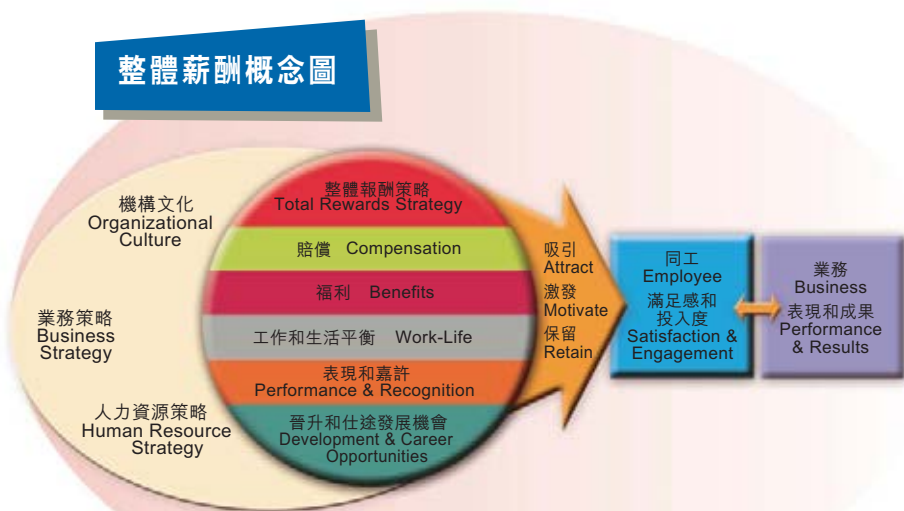 整體薪酬概念圖
機構文化
Organizational
Culture
業務策略
Business
Strategy
人力資源策略
Human Resource
Strategy
整體報酬策略
Total Rewards Strategy
賠償 Compensation
福利 Benefits
工作和生活平衡 Work-Life
表現和嘉許
Performance & Recognition
晉升和仕途發展機會
Development & Career
Opportunities
吸引
Attract
激發
Motivate
保留
Retain
同工
Employee
滿足感和
投入度
Satisfaction &
Engagement
業務
Business
表現和成果
Performance
& Results